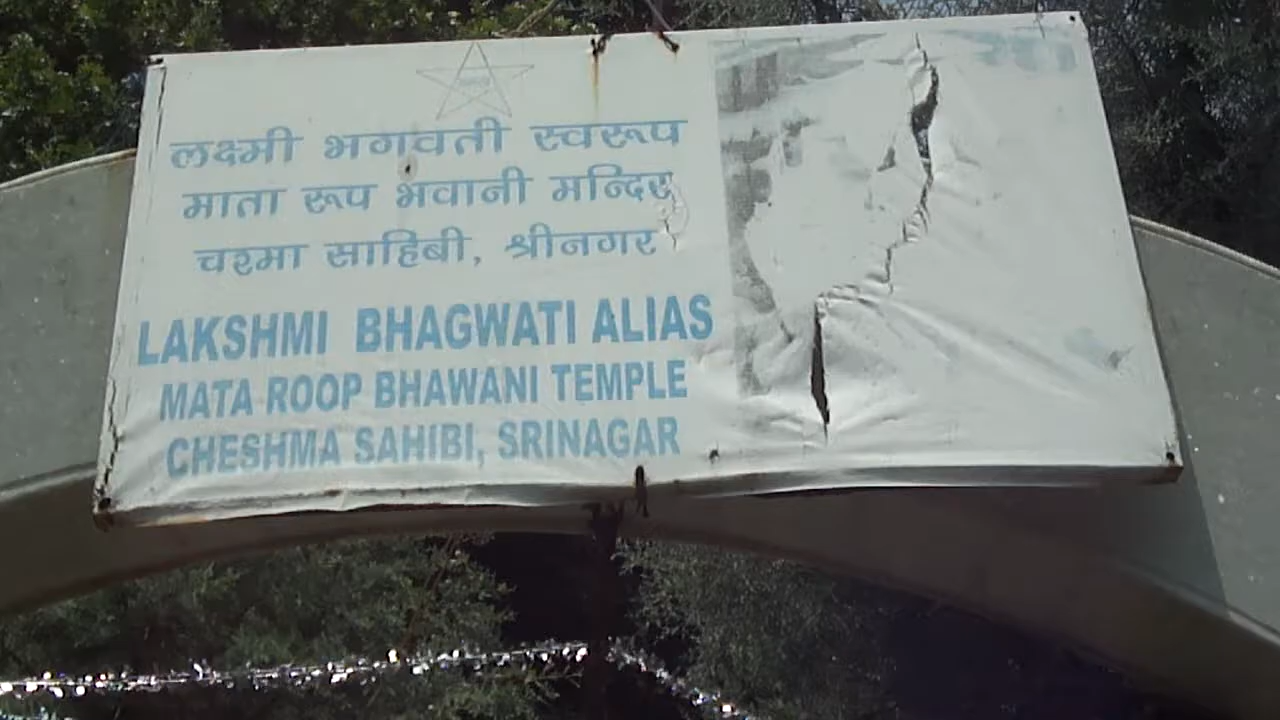 लक्ष्मी भगवती स्वरूप
माता रूप भवानी मन्दिर
चश्मा साहिबी, श्रीनगर
LAKSHMI BHAGWATI ALIAS
MATA ROOP BHAWANI TEMPLE
CHESHMA SAHIBI, SRINAGAR